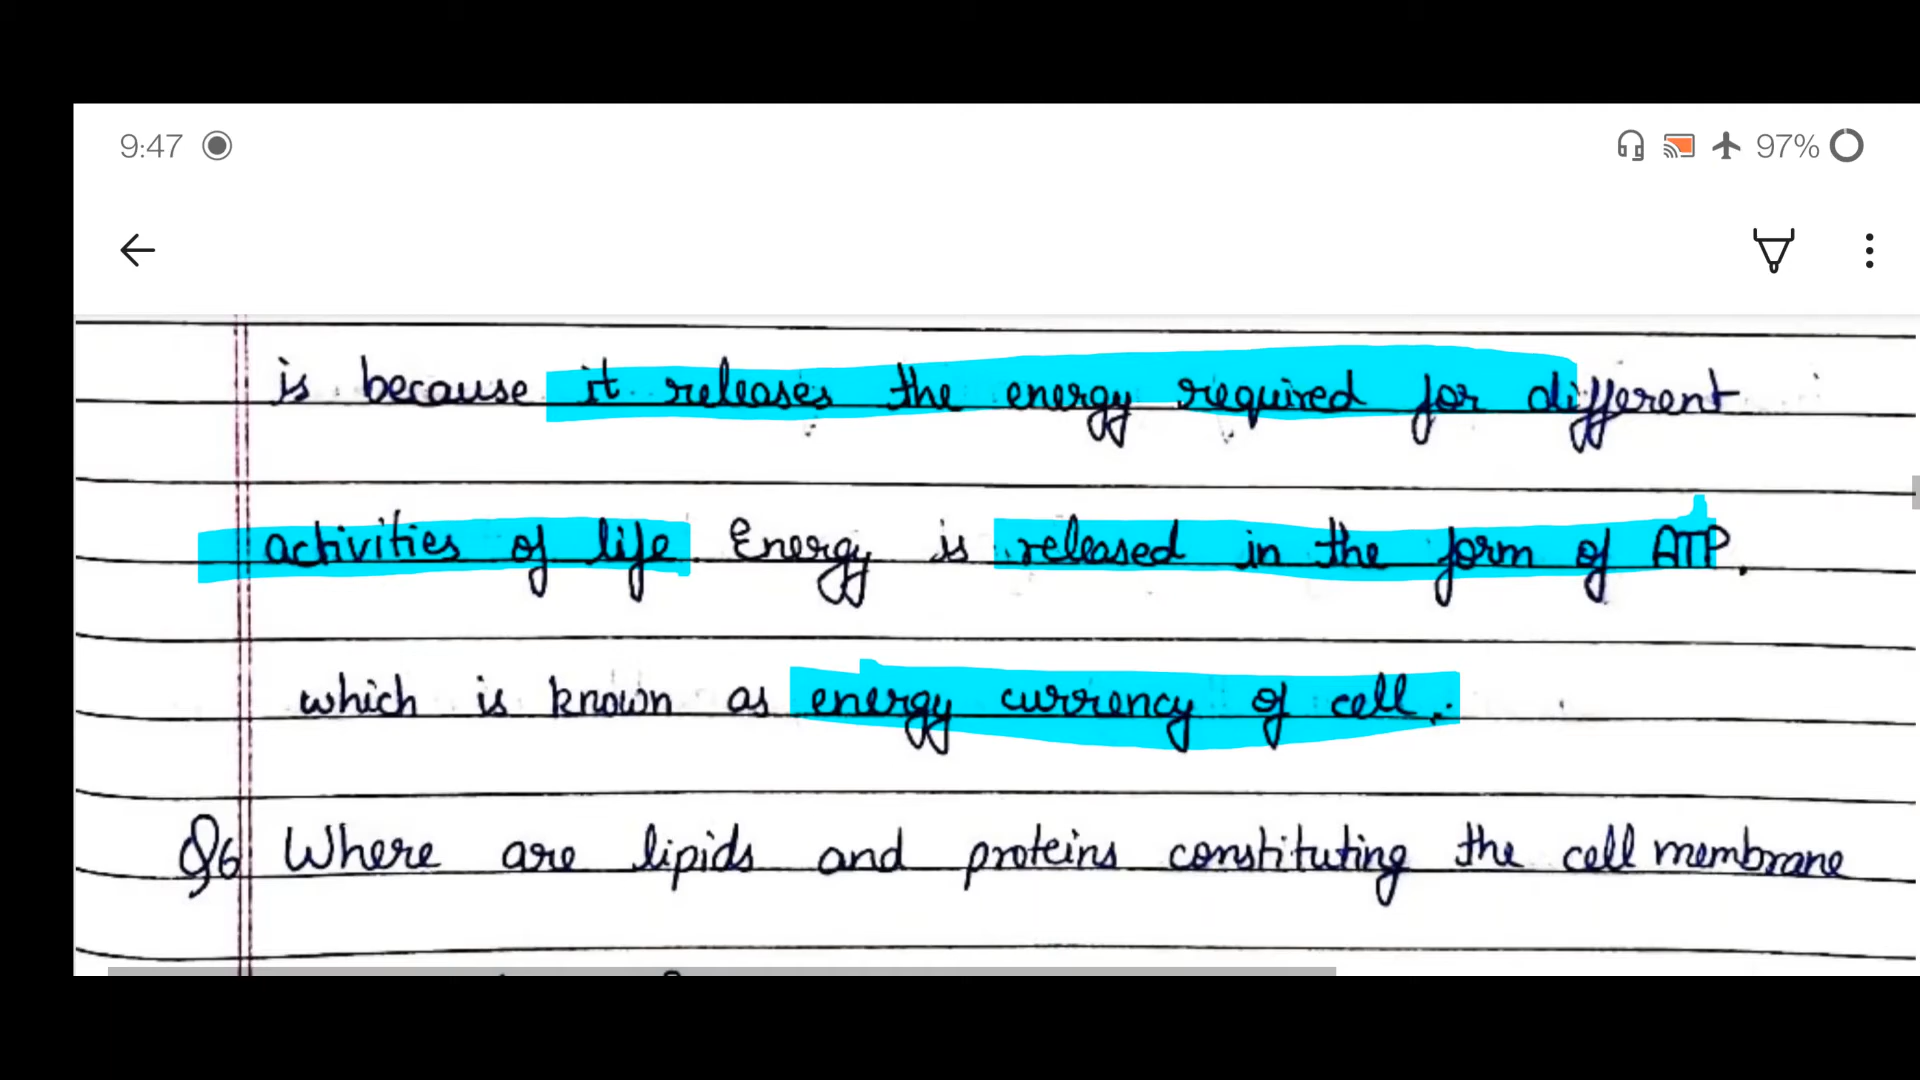 9:47 97%
is because it releases the energy required for different
activities of life. Energy is released in the form of ATP.
which is known as energy currency of cell.
Q6 Where are lipids and proteins constituting the cell membrane